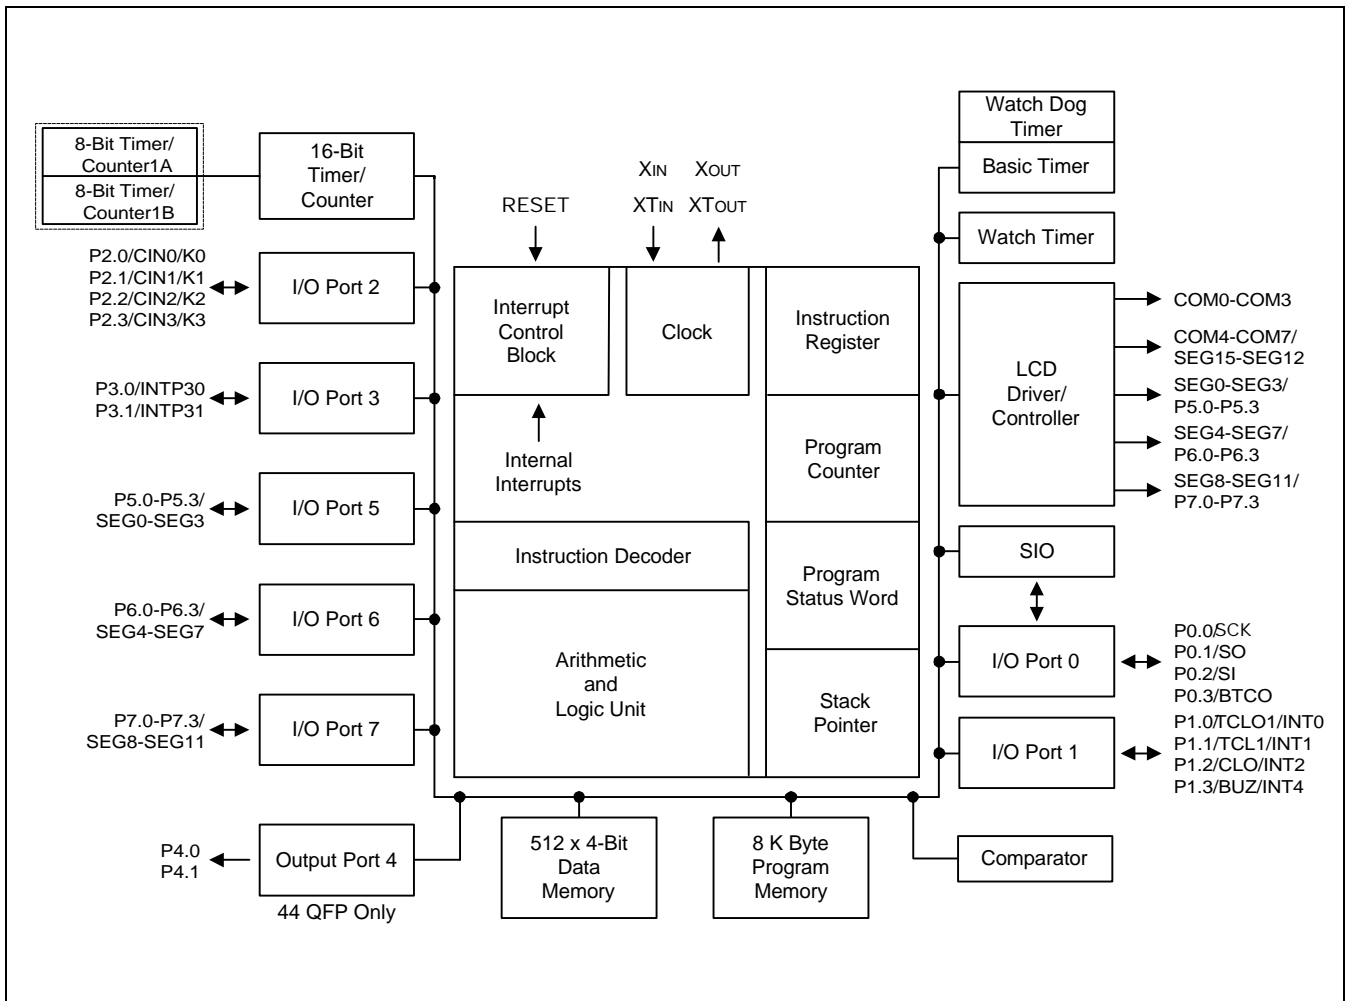 8-Bit Timer/
Counter1A
8-Bit Timer/
Counter1B
16-Bit
Timer/
Counter
P2.0/CIN0/K0
P2.1/CIN1/K1
P2.2/CIN2/K2
P2.3/CIN3/K3
I/O Port 2
P3.0/INTP30
P3.1/INTP31
I/O Port 3
P5.0-P5.3/
SEG0-SEG3
I/O Port 5
P6.0-P6.3/
SEG4-SEG7
I/O Port 6
P7.0-P7.3/
SEG8-SEG11
I/O Port 7
P4.0
P4.1
Output Port 4
44 QFP Only
RESET
XIN XOUT
XTIN XTOUT
Interrupt
Control
Block
Clock
Instruction
Register
Internal
Interrupts
Program
Counter
Instruction Decoder
Program
Status Word
Arithmetic
and
Logic Unit
Stack
Pointer
512 x 4-Bit
Data
Memory
8 K Byte
Program
Memory
Watch Dog
Timer
Basic Timer
Watch Timer
LCD
Driver/
Controller
COM0-COM3
COM4-COM7/
SEG15-SEG12
SEG0-SEG3/
P5.0-P5.3
SEG4-SEG7/
P6.0-P6.3
SEG8-SEG11/
P7.0-P7.3
SIO
I/O Port 0
P0.0/SCK
P0.1/SO
P0.2/SI
P0.3/BTCO
I/O Port 1
P1.0/TCLO1/INT0
P1.1/TCL1/INT1
P1.2/CLO/INT2
P1.3/BUZ/INT4
Comparator